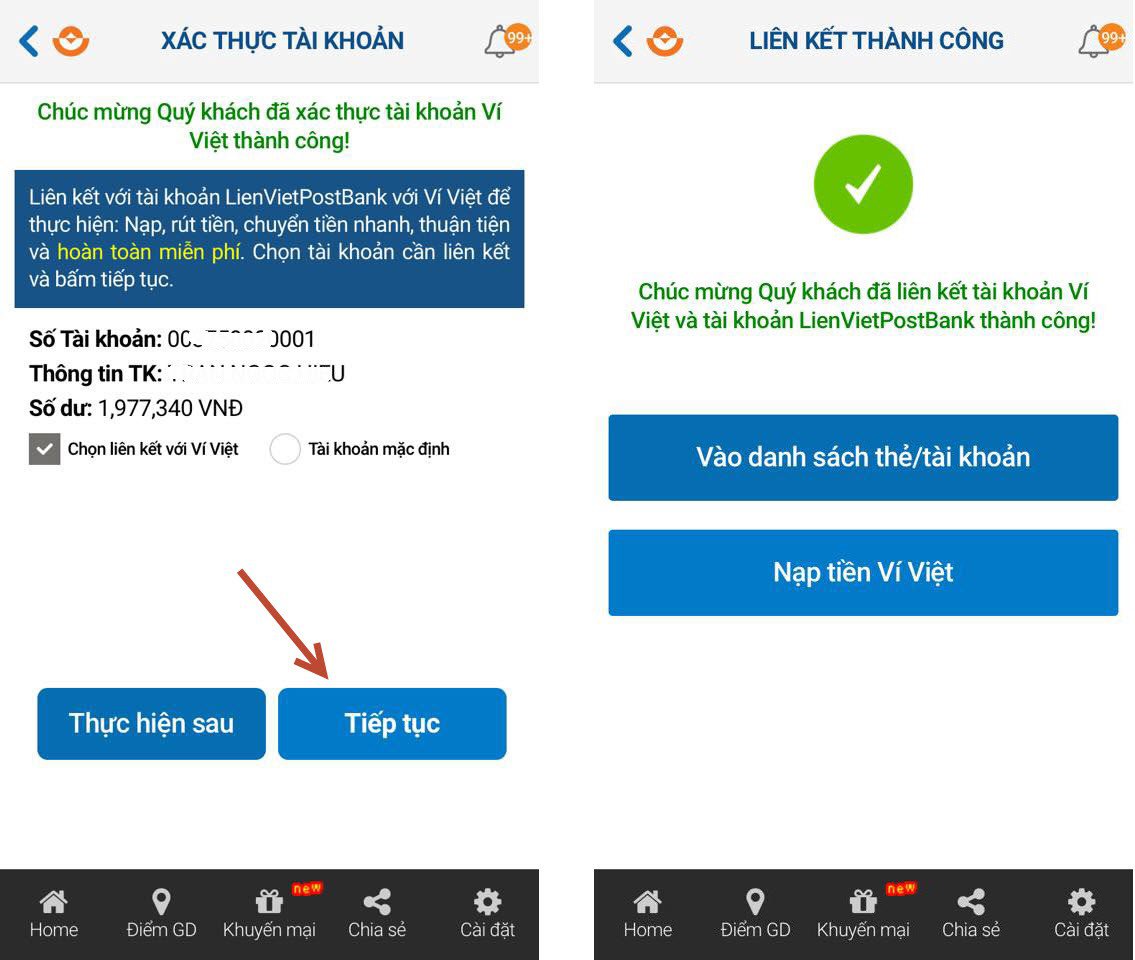 XÁC THỰC TÀI KHOẢN
99+
Chúc mừng Quý khách đã xác thực tài khoản Ví
Việt thành công!
Liên kết với tài khoản LienVietPostBank với Ví Việt để
thực hiện: Nạp, rút tiền, chuyển tiền nhanh, thuận tiện
và hoàn toàn miễn phí. Chọn tài khoản cần liên kết
và bấm tiếp tục.
Số Tài khoản:
Thông tin TK:
Số dư: 1,977,340 VNĐ
Chọn liên kết với Ví Việt
Tài khoản mặc định
Thực hiện sau
Tiếp tục
new
Home
Điểm GD
Khuyến mại
Chia sẻ
Cài đặt
LIÊN KẾT THÀNH CÔNG
99+
Chúc mừng Quý khách đã liên kết tài khoản Ví
Việt và tài khoản LienVietPostBank thành công!
Vào danh sách thẻ/tài khoản
Nạp tiền Ví Việt
new
Home
Điểm GD
Khuyến mại
Chia sẻ
Cài đặt